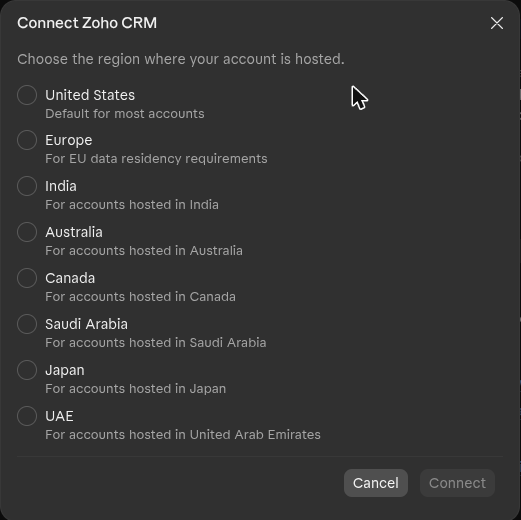 Connect Zoho CRM
Choose the region where your account is hosted.
United States
Default for most accounts
Europe
For EU data residency requirements
India
For accounts hosted in India
Australia
For accounts hosted in Australia
Canada
For accounts hosted in Canada
Saudi Arabia
For accounts hosted in Saudi Arabia
Japan
For accounts hosted in Japan
UAE
For accounts hosted in United Arab Emirates
Cancel Connect